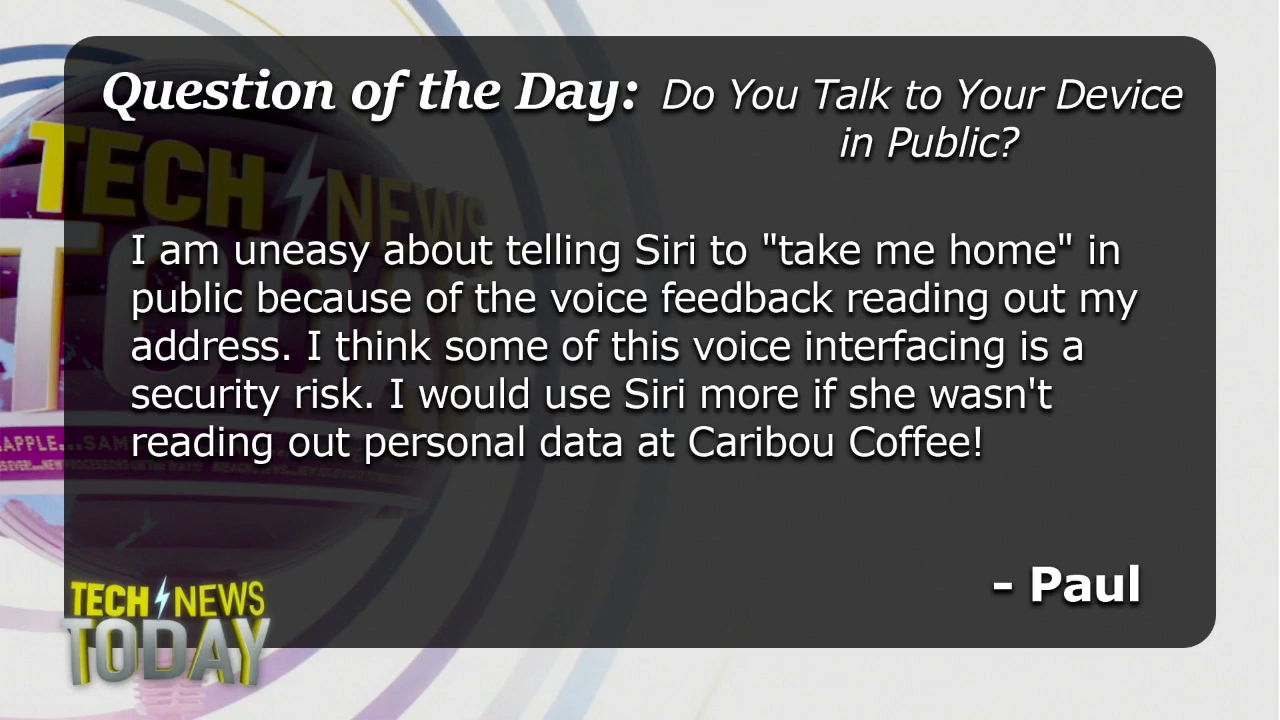 Question of the Day: Do You Talk to Your Device
in Public?
TECH NEWS
I am uneasy about telling Siri to "take me home" in
public because of the voice feedback reading out my
address. I think some of this voice interfacing is a
security risk. I would use Siri more if she wasn't
reading out personal data at Caribou Coffee!
- Paul
TECH NEWS
TODAY